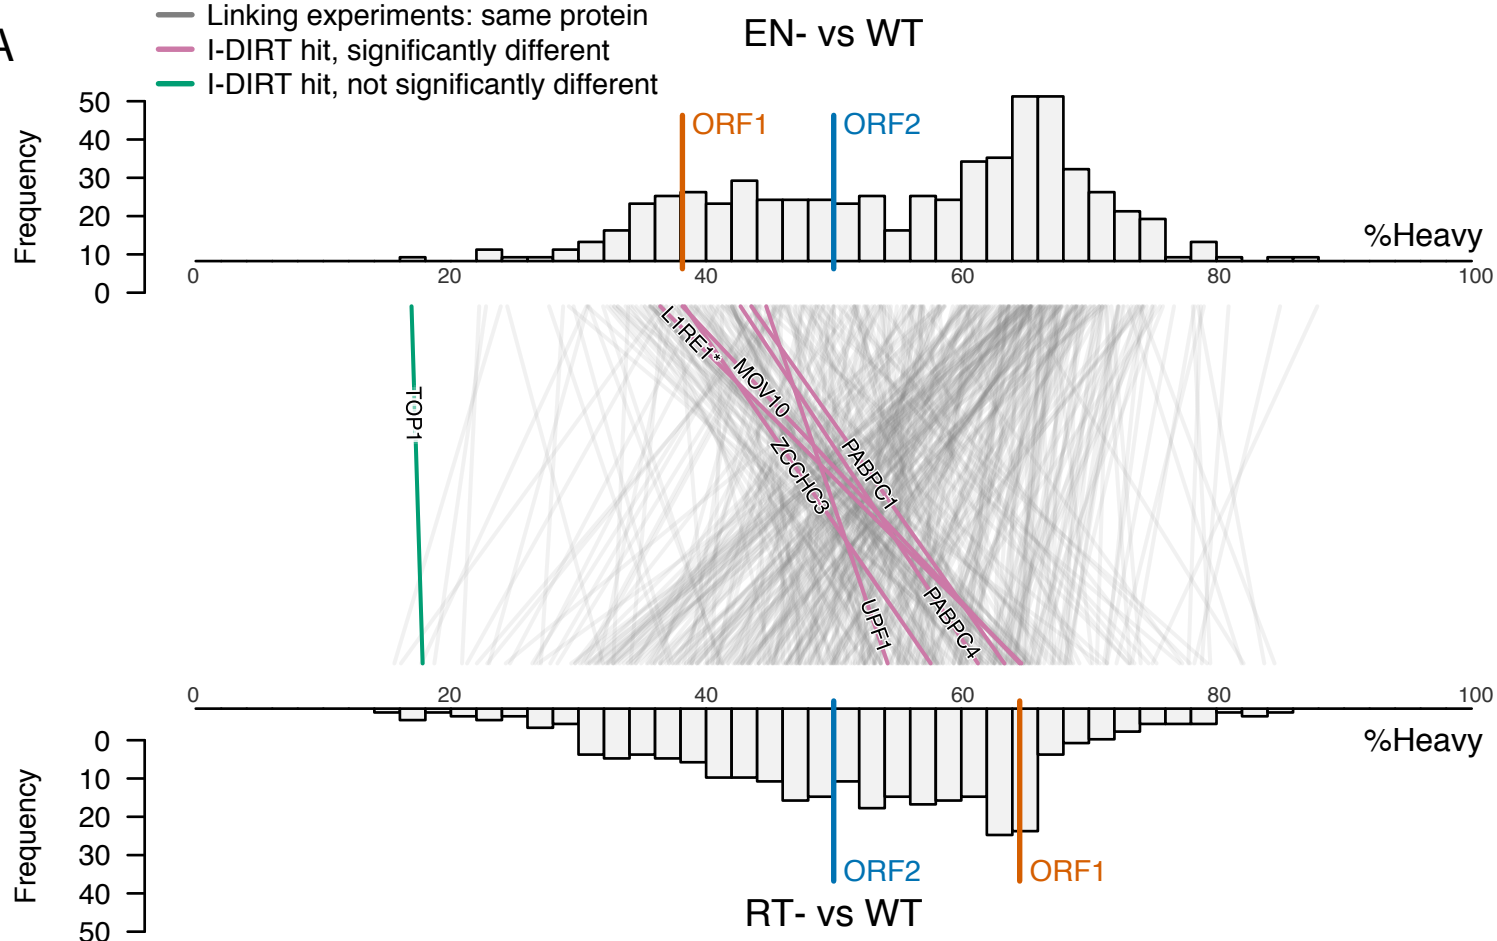 A
Linking experiments: same protein
I-DIRT hit, significantly different
I-DIRT hit, not significantly different
EN- vs WT
Frequency
50
40
30
20
10
0
ORF1
ORF2
%Heavy
0 20 40 60 80 100
TOP1
L1RE1*
MOV10
ZCCHC3
PABPC1
UPF1
PABPC4
0 20 40 60 80 100
%Heavy
Frequency
0
10
20
30
40
50
ORF2
ORF1
RT- vs WT